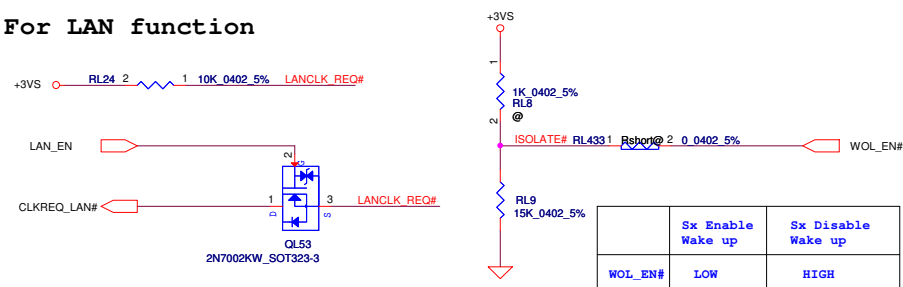 For LAN function
+3VS
RL24 2 1 10K_0402_5% LANCLK_REQ#
LAN_EN
2
G
CLKREQ_LAN# 1 3 LANCLK_REQ#
D S
QL53
2N7002KW_SOT323-3
+3VS
1
1K_0402_5%
RL8
@
2
ISOLATE# RL433 1 Rshort@ 2 0_0402_5% WOL_EN#
RL9
15K_0402_5%
Sx Enable Sx Disable
Wake up Wake up
WOL_EN# LOW HIGH